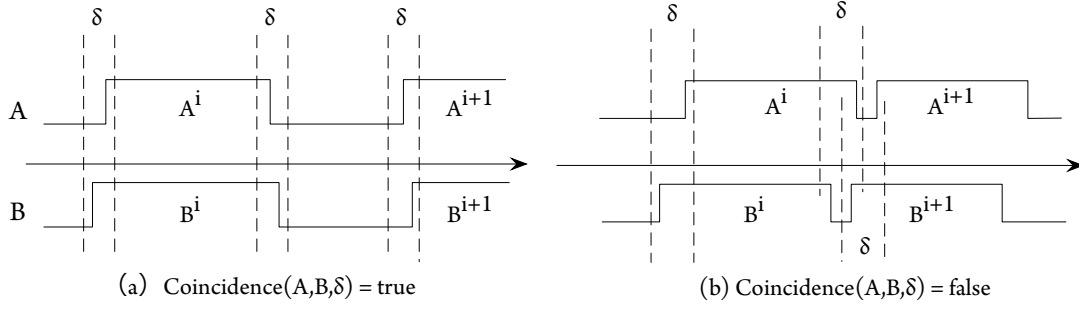 δ δ δ δ δ
A A^i A^{i+1} A^i A^{i+1}
B B^i B^{i+1} B^i B^{i+1}
δ
(a) Coincidence(A,B,δ) = true
(b) Coincidence(A,B,δ) = false